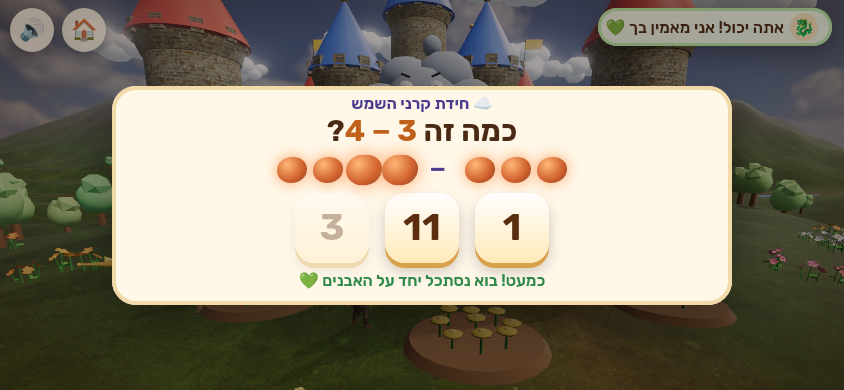 אתה יכול! אני מאמין בך 💚
חידת קרני השמש
כמה זה 3 – 4?
–
1 11 3
כמעט! בוא נסתכל יחד על האבנים 💚